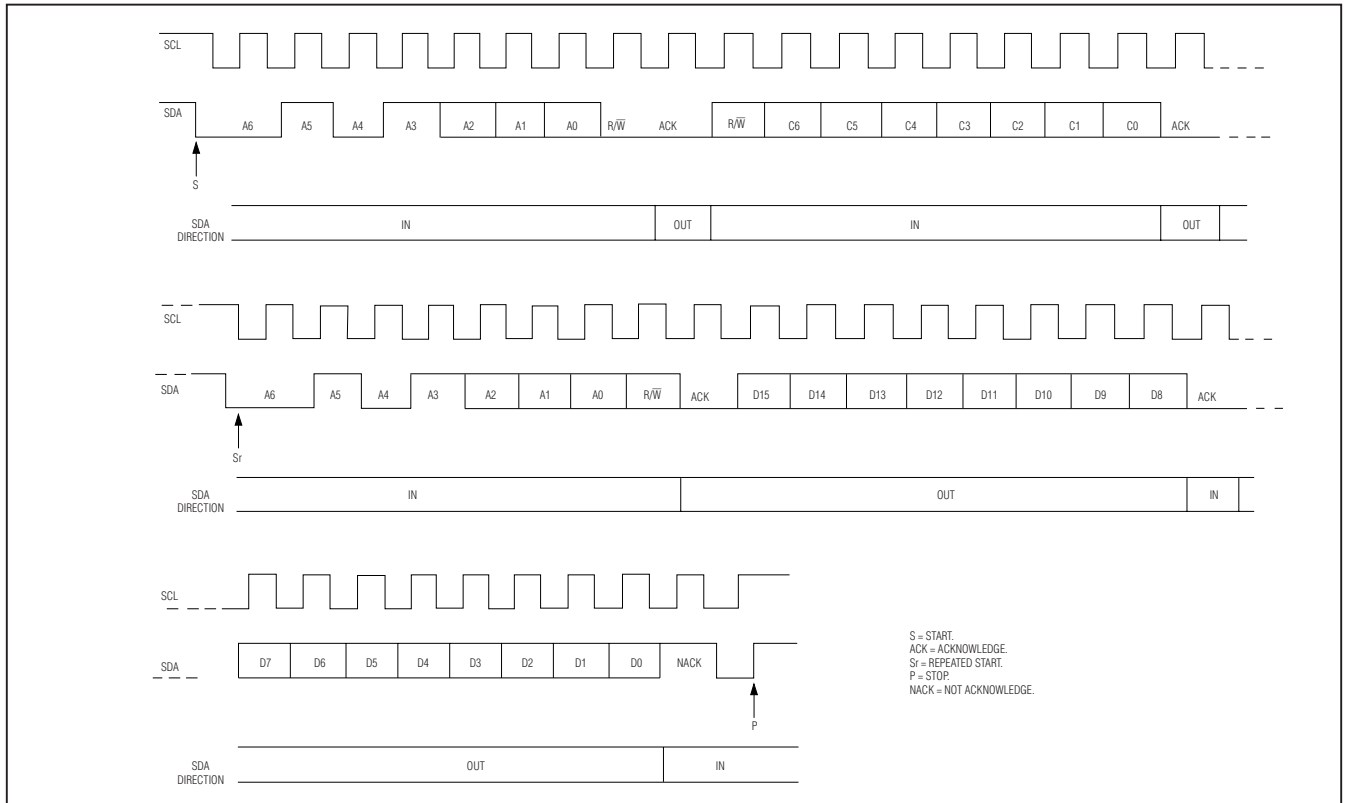 SCL
SDA A6 A5 A4 A3 A2 A1 A0 R/W̅ ACK R/W̅ C6 C5 C4 C3 C2 C1 C0 ACK
S
SDA DIRECTION IN OUT IN OUT
SCL
SDA A6 A5 A4 A3 A2 A1 A0 R/W̅ ACK D15 D14 D13 D12 D11 D10 D9 D8 ACK
Sr
SDA DIRECTION IN OUT IN
SCL
SDA D7 D6 D5 D4 D3 D2 D1 D0 NACK
P
SDA DIRECTION OUT IN
S = START.
ACK = ACKNOWLEDGE.
Sr = REPEATED START.
P = STOP.
NACK = NOT ACKNOWLEDGE.